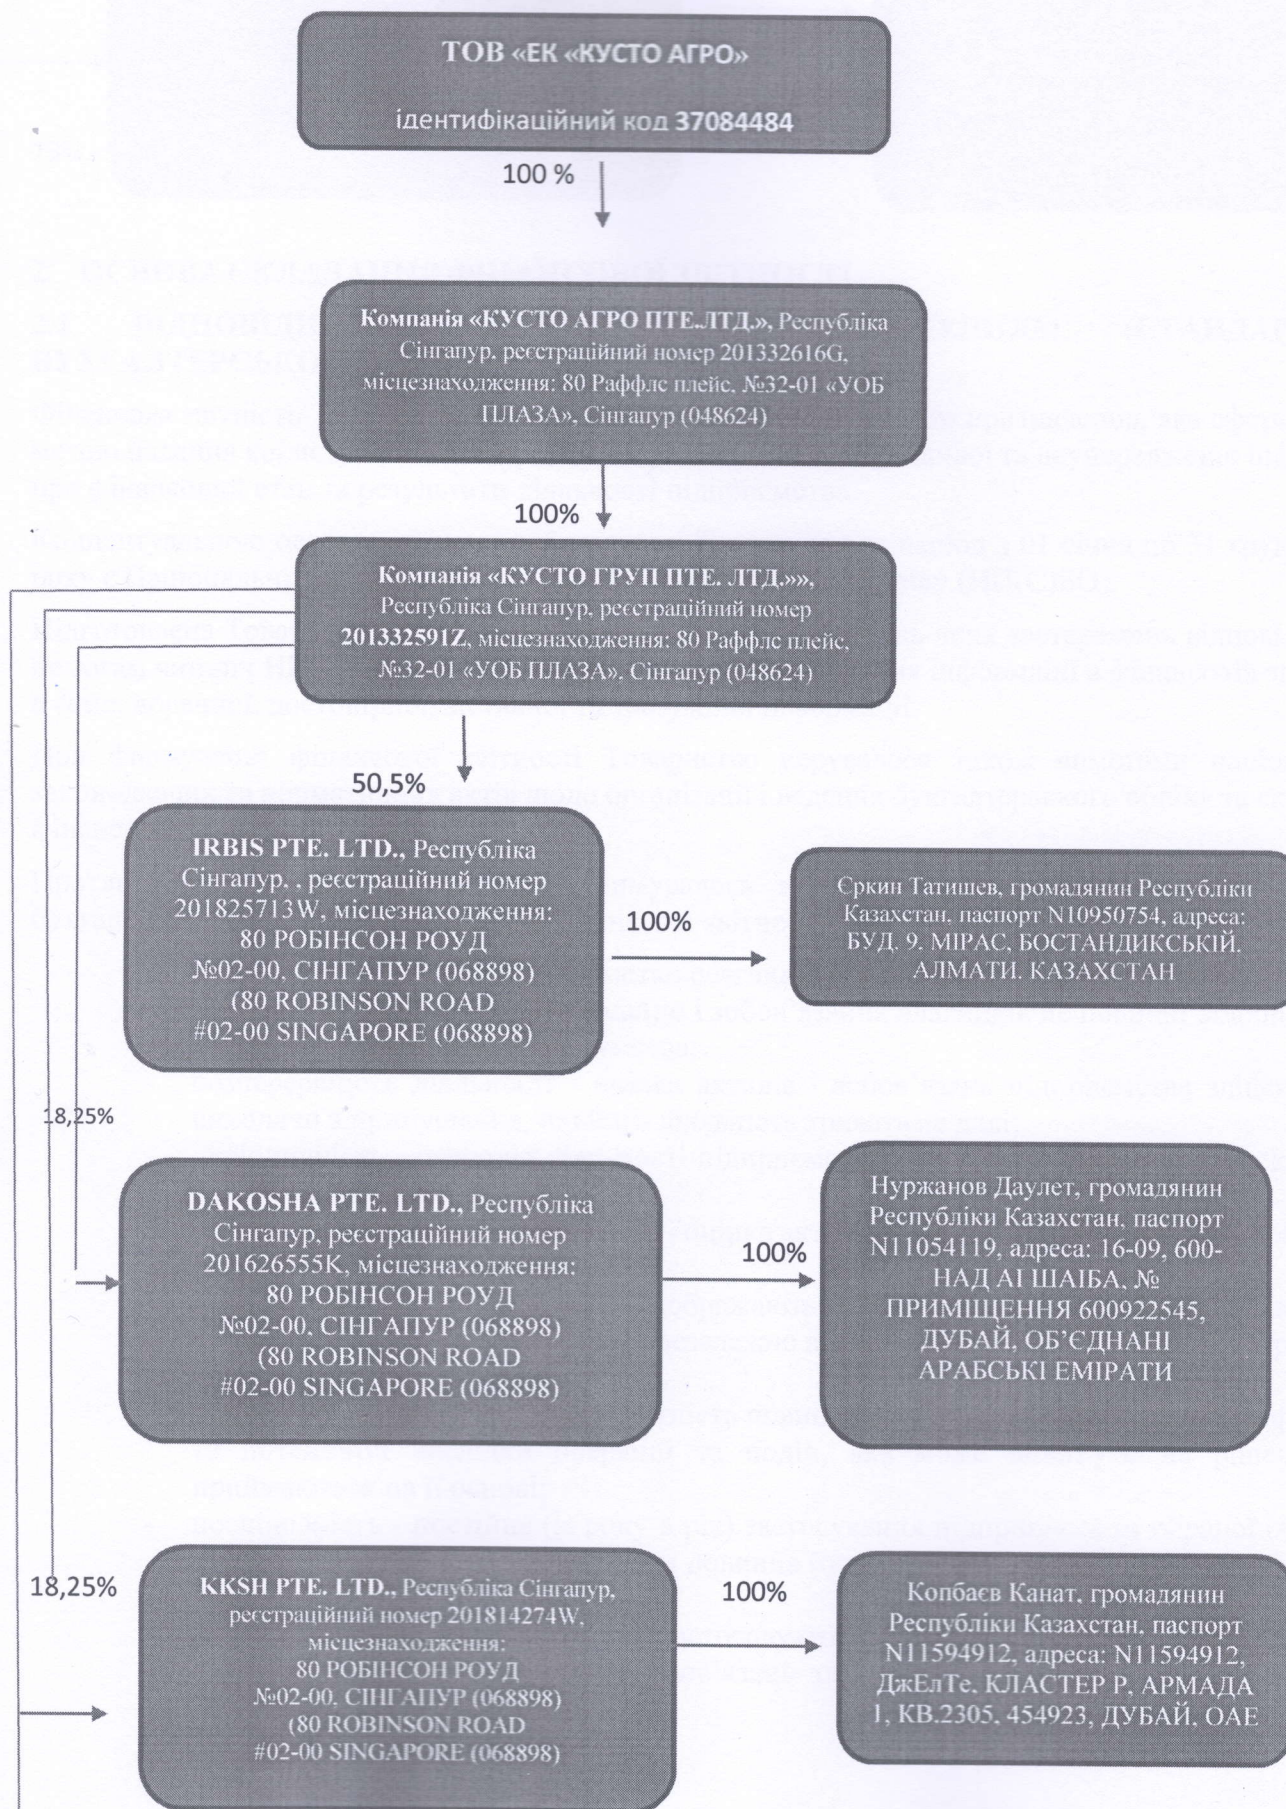 ТОВ «ЕК «КУСТО АГРО»
ідентифікаційний код 37084484
100 %
Компанія «КУСТО АГРО ПТЕ.ЛТД.», Республіка
Сінгапур, реєстраційний номер 201332616G,
місцезнаходження: 80 Раффлс плейс, №32-01 «УОБ
ПЛАЗА», Сінгапур (048624)
100%
Компанія «КУСТО ГРУП ПТЕ. ЛТД.»»,
Республіка Сінгапур, реєстраційний номер
201332591Z, місцезнаходження: 80 Раффлс плейс,
№32-01 «УОБ ПЛАЗА», Сінгапур (048624)
50,5%
IRBIS PTE. LTD., Республіка
Сінгапур, , реєстраційний номер
201825713W, місцезнаходження:
80 РОБІНСОН РОУД
№02-00, СІНГАПУР (068898)
(80 ROBINSON ROAD
#02-00 SINGAPORE (068898)
100%
Єркин Татишев, громадянин Республіки
Казахстан, паспорт N10950754, адреса:
БУД. 9, МІРАС, БОСТАНДИКСЬКІЙ,
АЛМАТИ, КАЗАХСТАН
18,25%
DAKOSHA PTE. LTD., Республіка
Сінгапур, реєстраційний номер
201626555K, місцезнаходження:
80 РОБІНСОН РОУД
№02-00, СІНГАПУР (068898)
(80 ROBINSON ROAD
#02-00 SINGAPORE (068898)
100%
Нуржанов Даулет, громадянин
Республіки Казахстан, паспорт
N11054119, адреса: 16-09, 600-
НАД АІ ШАІБА, №
ПРИМІЩЕННЯ 600922545,
ДУБАЙ, ОБ’ЄДНАНІ
АРАБСЬКІ ЕМІРАТИ
18,25%
KKSH PTE. LTD., Республіка Сінгапур,
реєстраційний номер 201814274W,
місцезнаходження:
80 РОБІНСОН РОУД
№02-00, СІНГАПУР (068898)
(80 ROBINSON ROAD
#02-00 SINGAPORE (068898)
100%
Копбаєв Канат, громадянин
Республіки Казахстан, паспорт
N11594912, адреса: N11594912,
ДжЕлТе, КЛАСТЕР Р, АРМАДА
1, КВ.2305, 454923, ДУБАЙ, ОАЕ